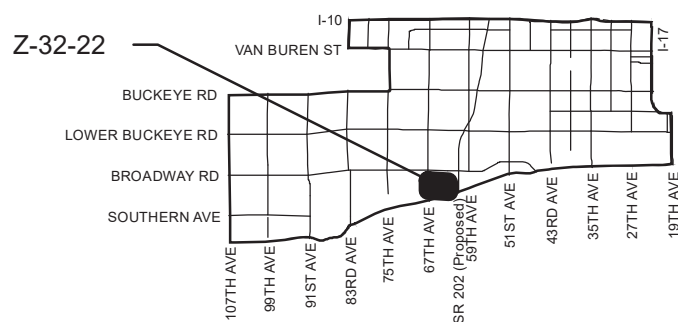 I-10
Z-32-22
VAN BUREN ST
I-17
BUCKEYE RD
LOWER BUCKEYE RD
BROADWAY RD
SOUTHERN AVE
107TH AVE
99TH AVE
91ST AVE
83RD AVE
75TH AVE
67TH AVE
SR 202 (Proposed)
59TH AVE
51ST AVE
43RD AVE
35TH AVE
27TH AVE
19TH AVE